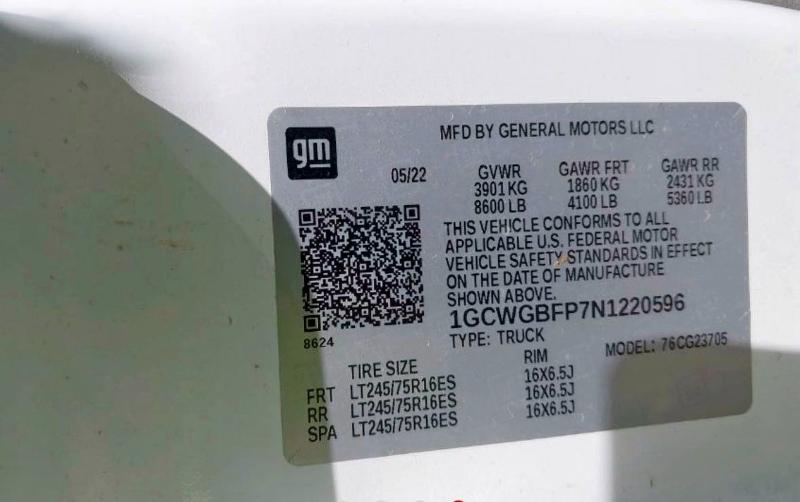 gm
MFD BY GENERAL MOTORS LLC
05/22
GVWR GAWR FRT GAWR RR
3901 KG 1860 KG 2431 KG
8600 LB 4100 LB 5360 LB
THIS VEHICLE CONFORMS TO ALL
APPLICABLE U.S. FEDERAL MOTOR
VEHICLE SAFETY STANDARDS IN EFFECT
ON THE DATE OF MANUFACTURE
SHOWN ABOVE.
1GCWGBFP7N1220596
8624
TYPE: TRUCK MODEL: 76CG23705
TIRE SIZE RIM
FRT LT245/75R16ES 16X6.5J
RR LT245/75R16ES 16X6.5J
SPA LT245/75R16ES 16X6.5J